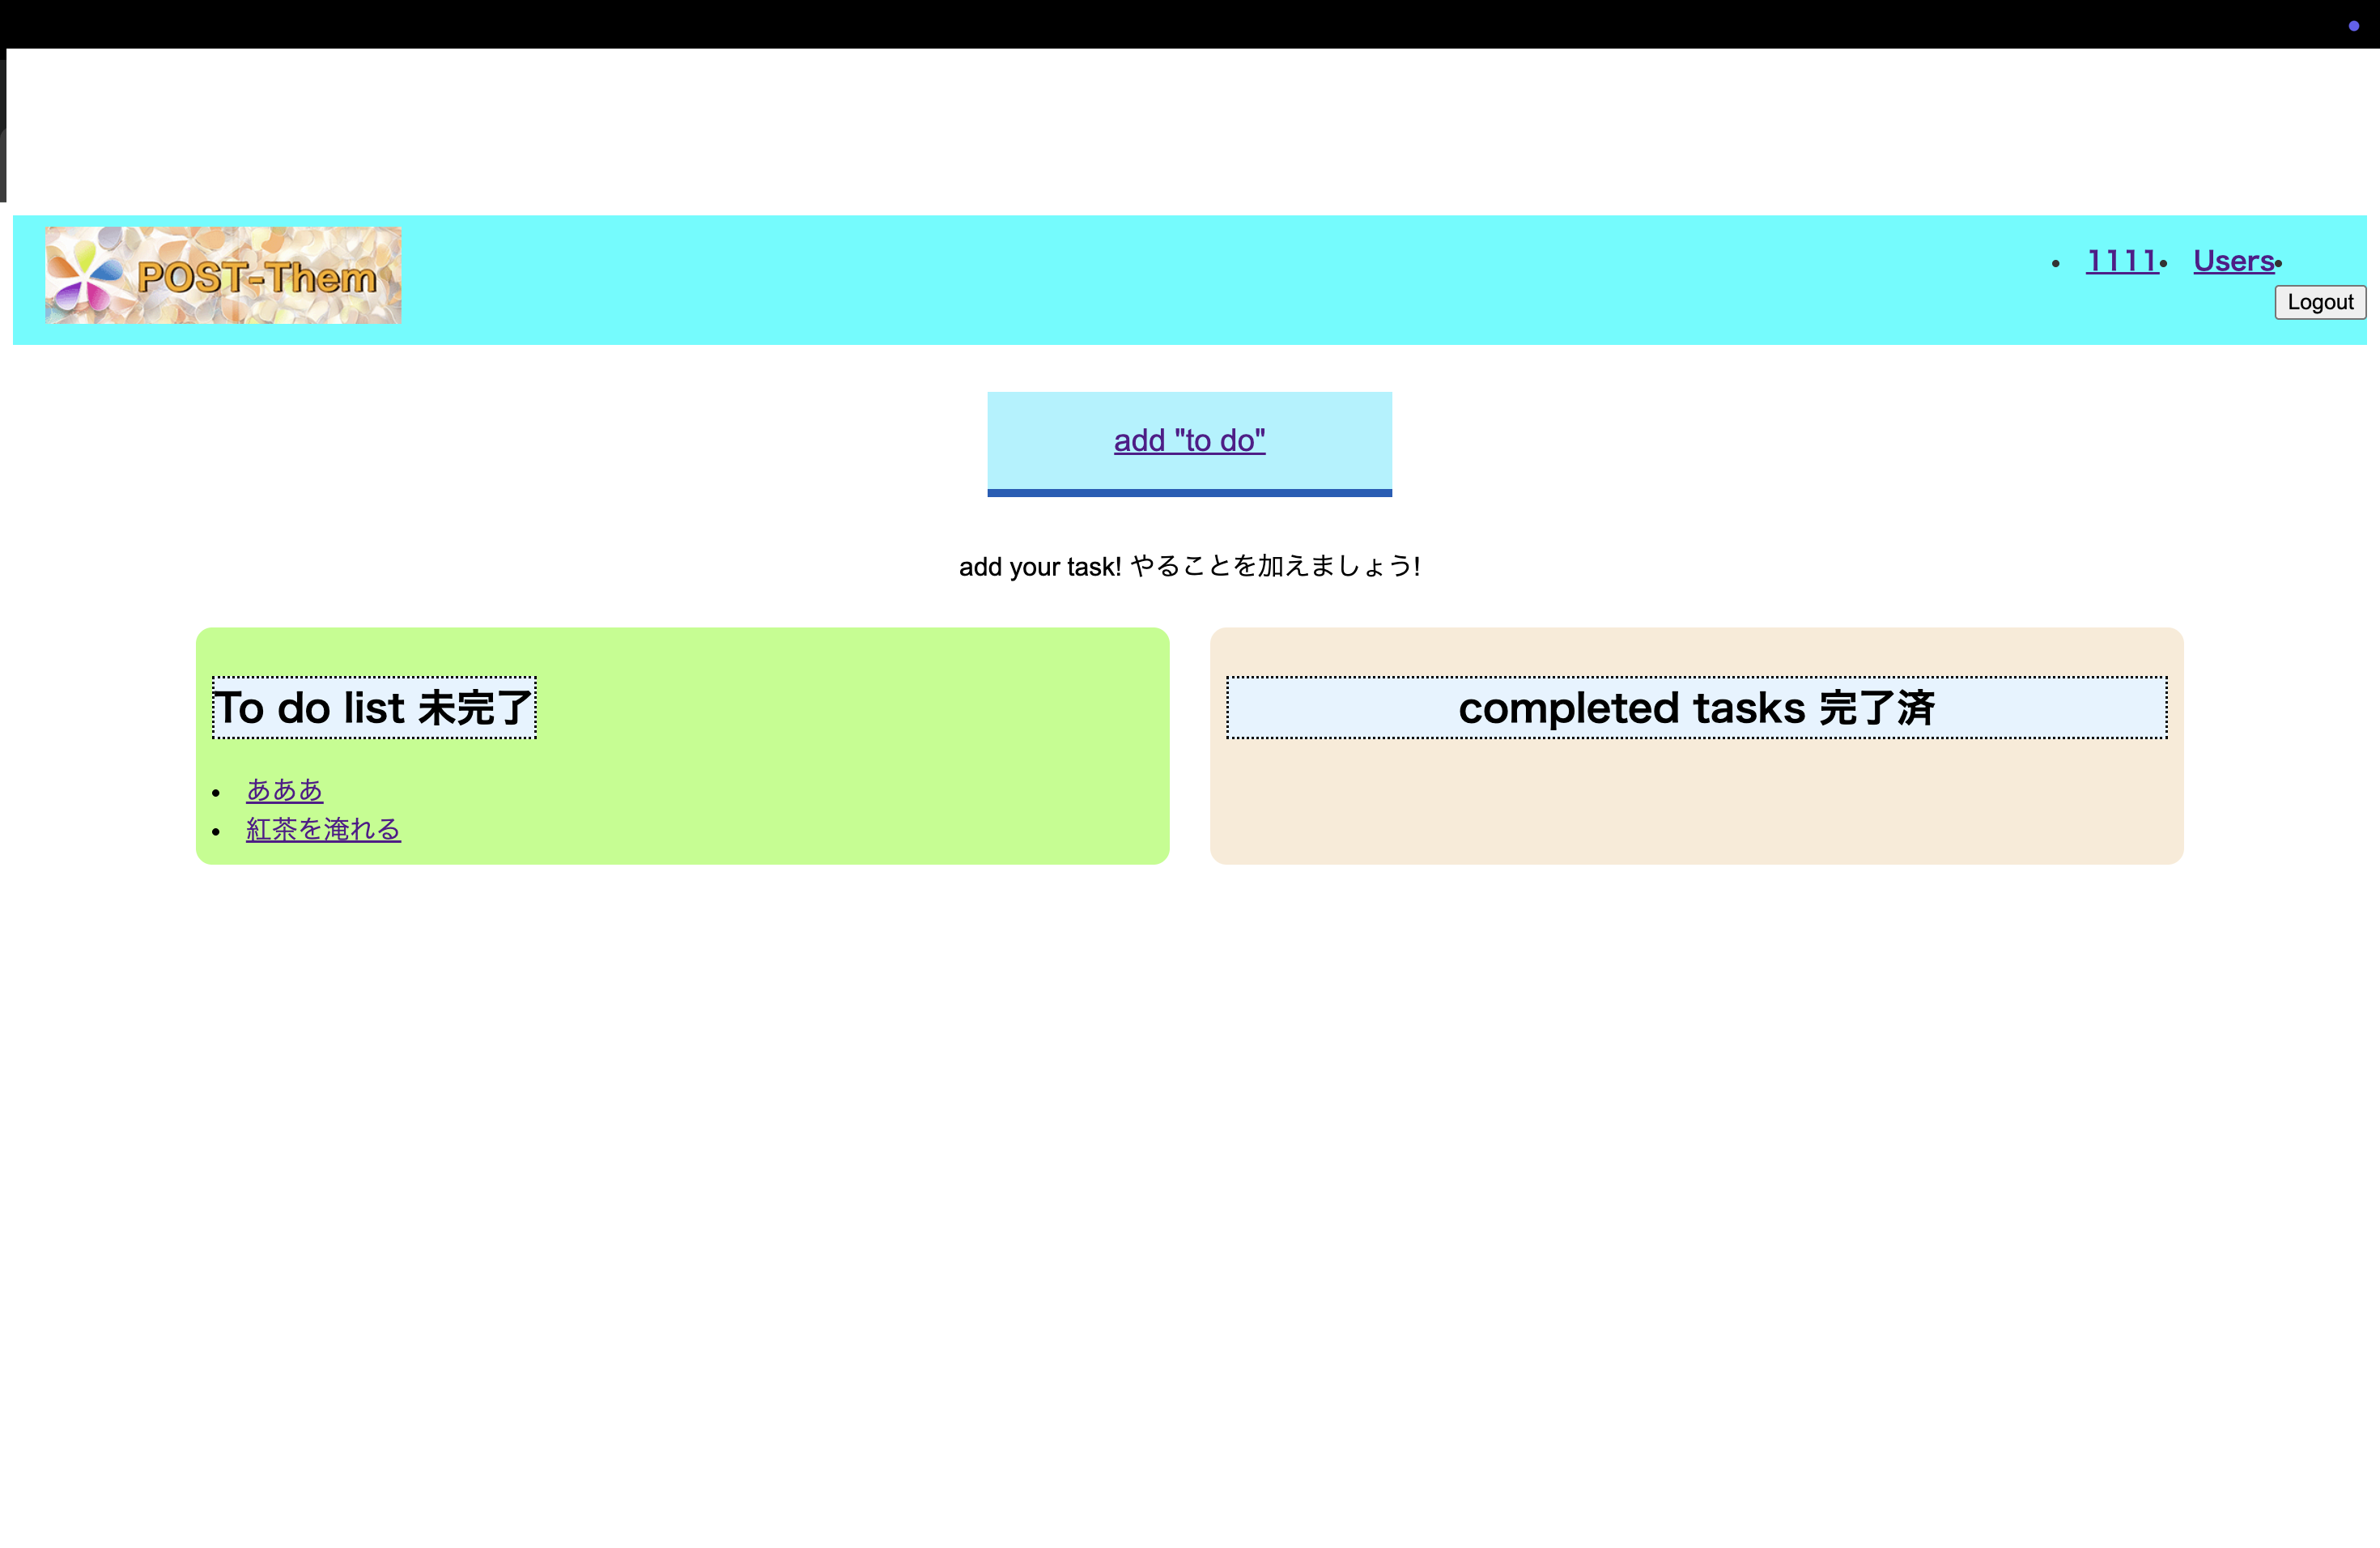 POST-Them
1111
Users
Logout
add "to do"
add your task! やることを加えましょう!
To do list 未完了
あああ
紅茶を淹れる
completed tasks 完了済